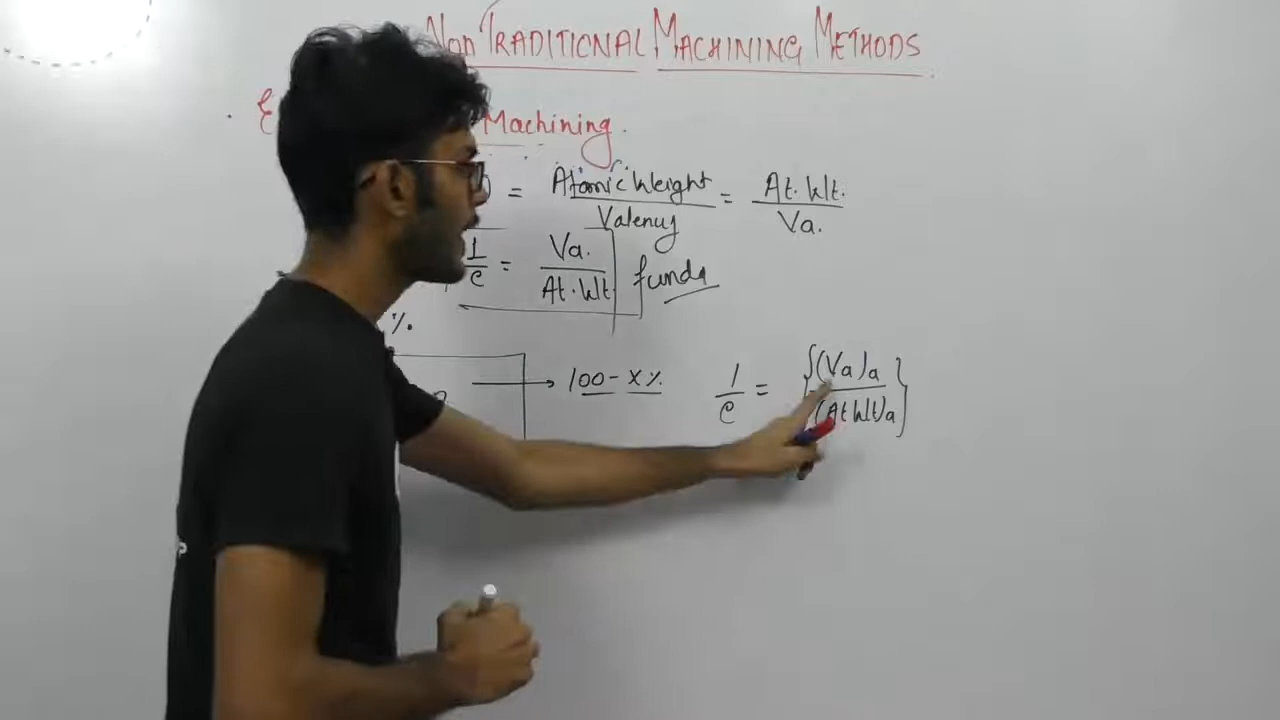 Non TRADITIONAL MACHINING METHODS
Machining.
) = Atomic Weight / Valency = At. Wt. / Va.
1/e = Va. / At. Wt funda
%
100 - X % 1/e = {(Va)a / (At Wt)a}